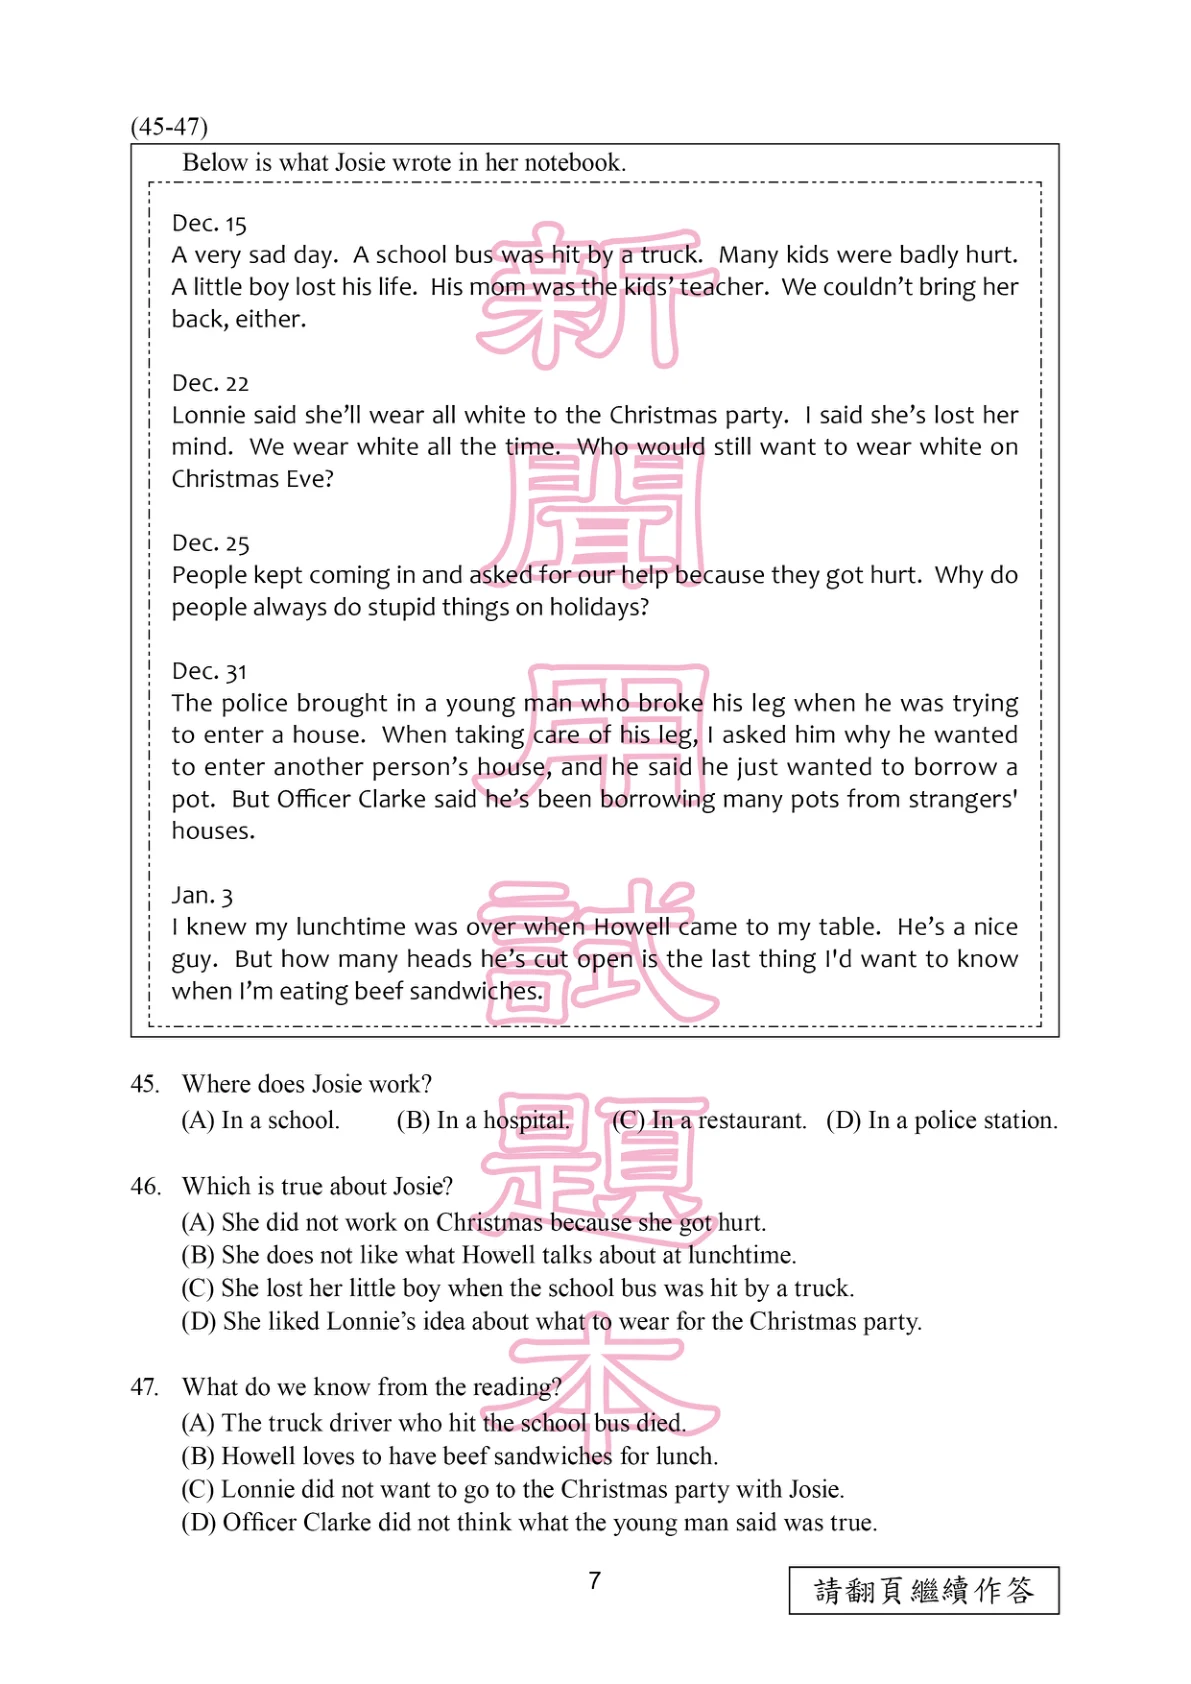 (45-47)
Below is what Josie wrote in her notebook.
Dec. 15
A very sad day.  A school bus was hit by a truck.  Many kids were badly hurt.
A little boy lost his life.  His mom was the kids’ teacher.  We couldn’t bring her
back, either.
Dec. 22
Lonnie said she’ll wear all white to the Christmas party.  I said she’s lost her
mind.  We wear white all the time.  Who would still want to wear white on
Christmas Eve?
Dec. 25
People kept coming in and asked for our help because they got hurt.  Why do
people always do stupid things on holidays?
Dec. 31
The police brought in a young man who broke his leg when he was trying
to enter a house.  When taking care of his leg, I asked him why he wanted
to enter another person’s house, and he said he just wanted to borrow a
pot.  But Officer Clarke said he’s been borrowing many pots from strangers'
houses.
Jan. 3
I knew my lunchtime was over when Howell came to my table.  He’s a nice
guy.  But how many heads he’s cut open is the last thing I'd want to know
when I’m eating beef sandwiches.
45. Where does Josie work?
(A) In a school. (B) In a hospital. (C) In a restaurant. (D) In a police station.
46. Which is true about Josie?
(A) She did not work on Christmas because she got hurt.
(B) She does not like what Howell talks about at lunchtime.
(C) She lost her little boy when the school bus was hit by a truck.
(D) She liked Lonnie’s idea about what to wear for the Christmas party.
47. What do we know from the reading?
(A) The truck driver who hit the school bus died.
(B) Howell loves to have beef sandwiches for lunch.
(C) Lonnie did not want to go to the Christmas party with Josie.
(D) Officer Clarke did not think what the young man said was true.
7
請翻頁繼續作答
新聞用試題本